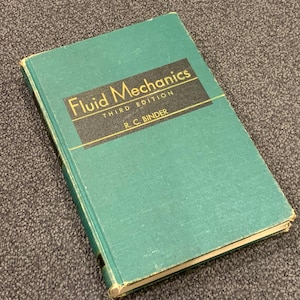 Fluid Mechanics
THIRD EDITION
R. C. BINDER